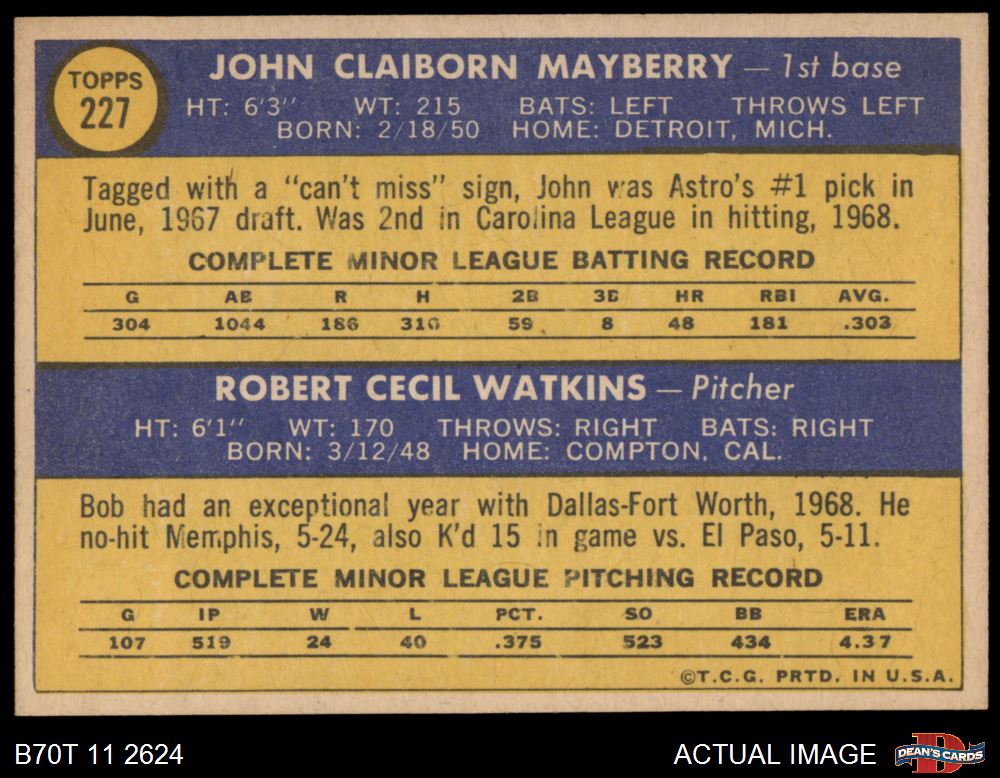 TOPPS
227
JOHN CLAIBORN MAYBERRY — 1st base
HT: 6'3" WT: 215 BATS: LEFT THROWS LEFT
BORN: 2/18/50 HOME: DETROIT, MICH.
Tagged with a "can't miss" sign, John was Astro's #1 pick in
June, 1967 draft. Was 2nd in Carolina League in hitting, 1968.
COMPLETE MINOR LEAGUE BATTING RECORD
G AB R H 2B 3B HR RBI AVG.
304 1044 186 316 59 8 48 181 .303
ROBERT CECIL WATKINS — Pitcher
HT: 6'1" WT: 170 THROWS: RIGHT BATS: RIGHT
BORN: 3/12/48 HOME: COMPTON, CAL.
Bob had an exceptional year with Dallas-Fort Worth, 1968. He
no-hit Memphis, 5-24, also K'd 15 in game vs. El Paso, 5-11.
COMPLETE MINOR LEAGUE PITCHING RECORD
G IP W L PCT. SO BB ERA
107 519 24 40 .375 523 434 4.37
©T.C.G. PRTD. IN U.S.A.
B70T 11 2624 ACTUAL IMAGE DEAN'S CARDS